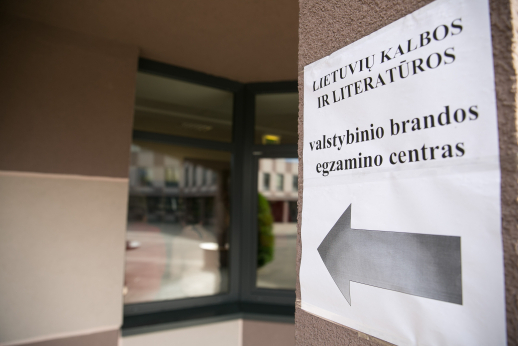 LIETUVIŲ KALBOS
IR LITERATŪROS
valstybinio brandos
egzamino centras